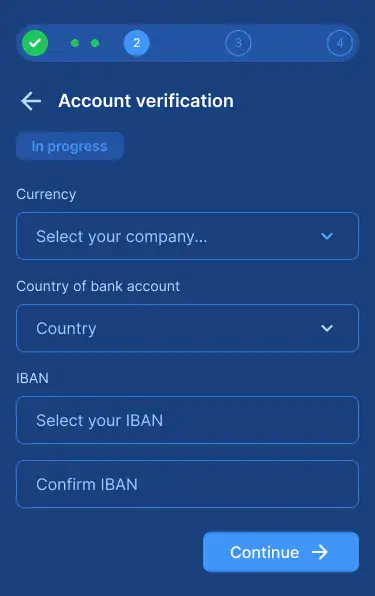 2
3
4
Account verification
In progress
Currency
Select your company...
Country of bank account
Country
IBAN
Select your IBAN
Confirm IBAN
Continue